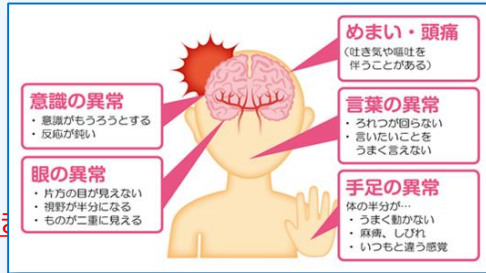 めまい・頭痛
(吐き気や嘔吐を
伴うことがある)
意識の異常
・意識がもうろうとする
・反応が鈍い
言葉の異常
・ろれつが回らない
・言いたいことを
うまく言えない
眼の異常
・片方の目が見えない
・視野が半分になる
・ものが二重に見える
手足の異常
体の半分が…
・うまく動かない
・麻痺、しびれ
・いつもと違う感覚